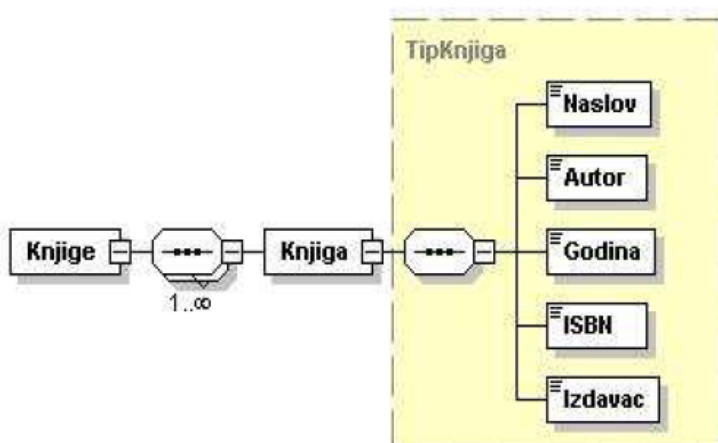 TipKnjiga
Naslov
Autor
Knjige
Knjiga
Godina
1..∞
ISBN
Izdavac